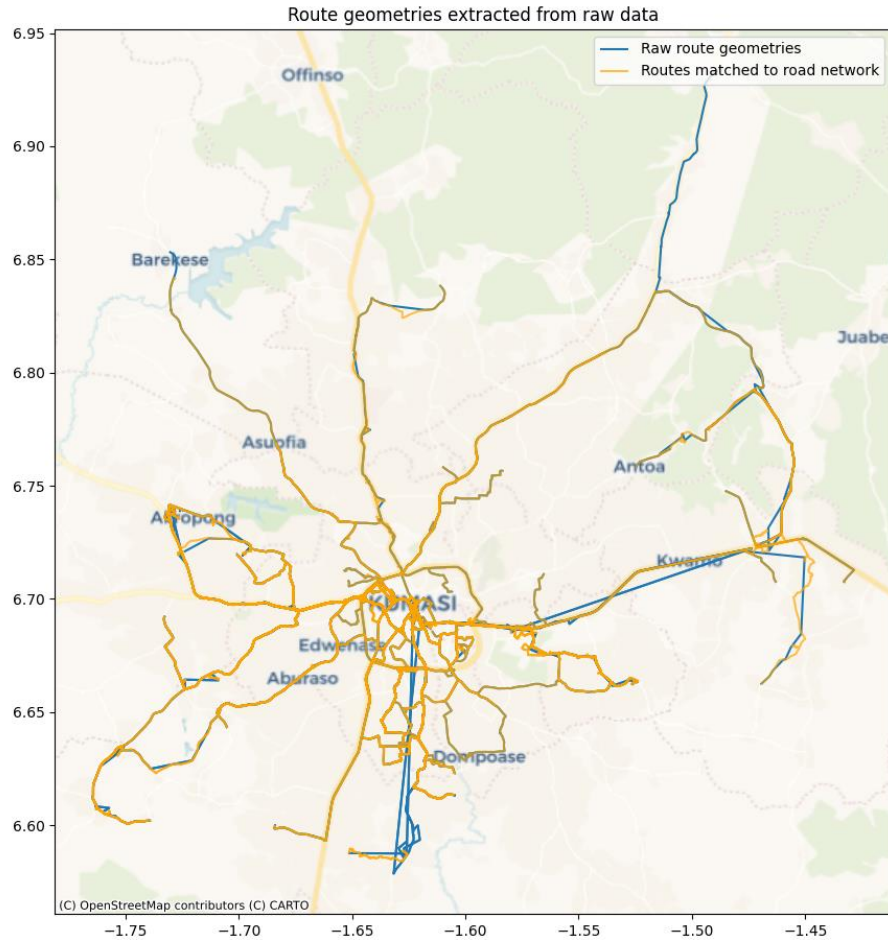 Route geometries extracted from raw data
Raw route geometries
Routes matched to road network
6.95
6.90
6.85
6.80
6.75
6.70
6.65
6.60
Offinso
Barekese
Juabe
Asuofia
Antoa
Abuopong
Kwamo
KUMASI
Edwenase
Aburaso
Dompoase
(C) OpenStreetMap contributors (C) CARTO
−1.75
−1.70
−1.65
−1.60
−1.55
−1.50
−1.45